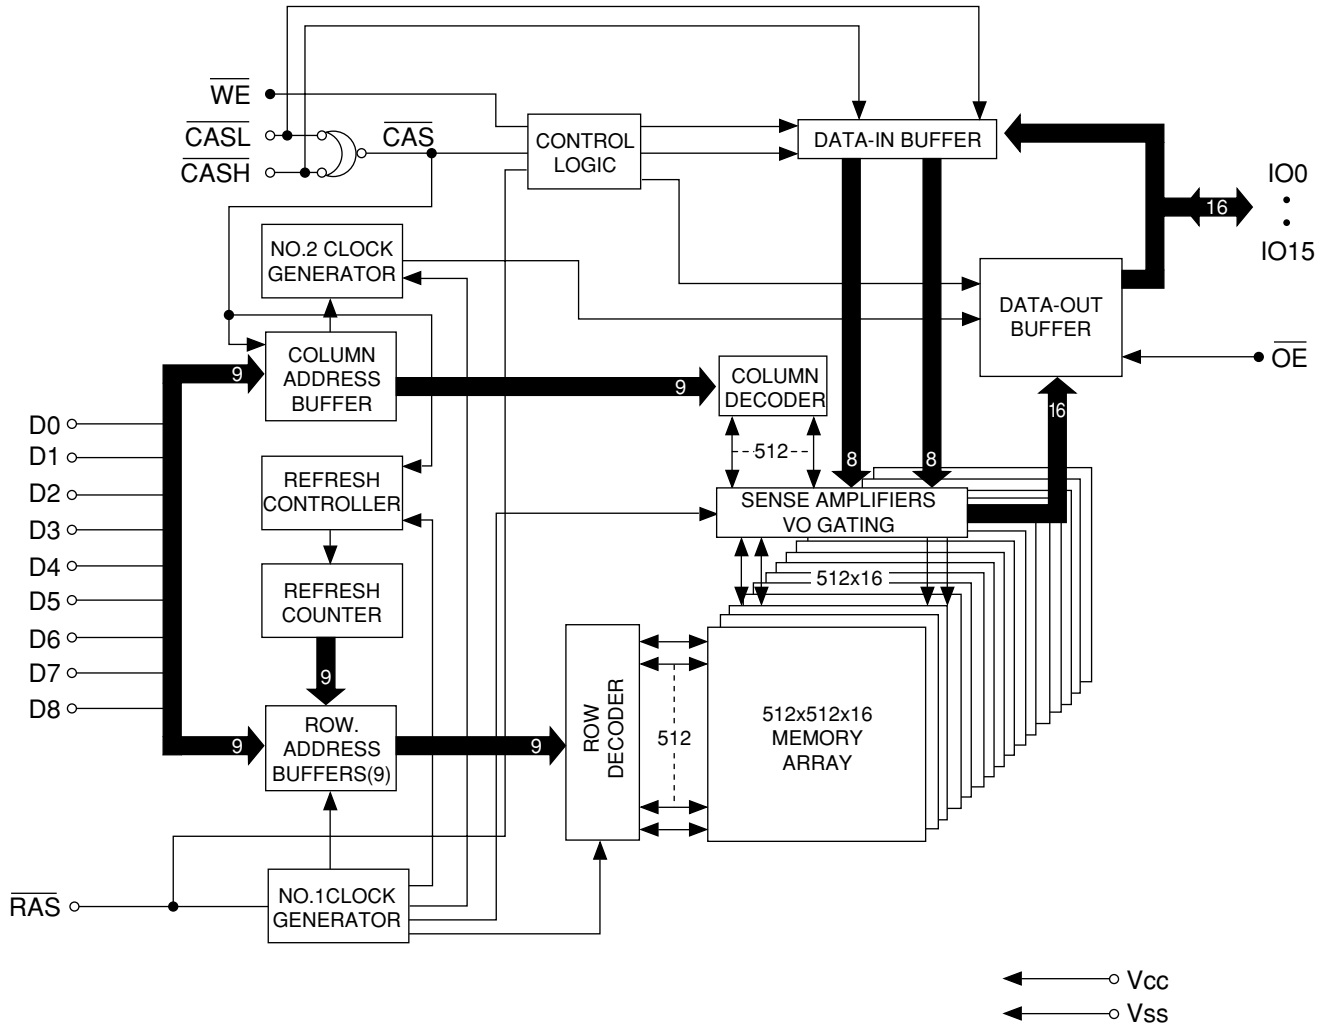 WE
CASL
CASH
CAS
CONTROL
LOGIC
DATA-IN BUFFER
IO0
16
IO15
NO.2 CLOCK
GENERATOR
DATA-OUT
BUFFER
OE
COLUMN
ADDRESS
BUFFER
9
9
COLUMN
DECODER
16
D0
D1
D2
D3
D4
D5
D6
D7
D8
512
8
8
REFRESH
CONTROLLER
SENSE AMPLIFIERS
VO GATING
512x16
REFRESH
COUNTER
9
ROW
DECODER
512
512x512x16
MEMORY
ARRAY
9
ROW.
ADDRESS
BUFFERS(9)
9
RAS
NO.1CLOCK
GENERATOR
Vcc
Vss